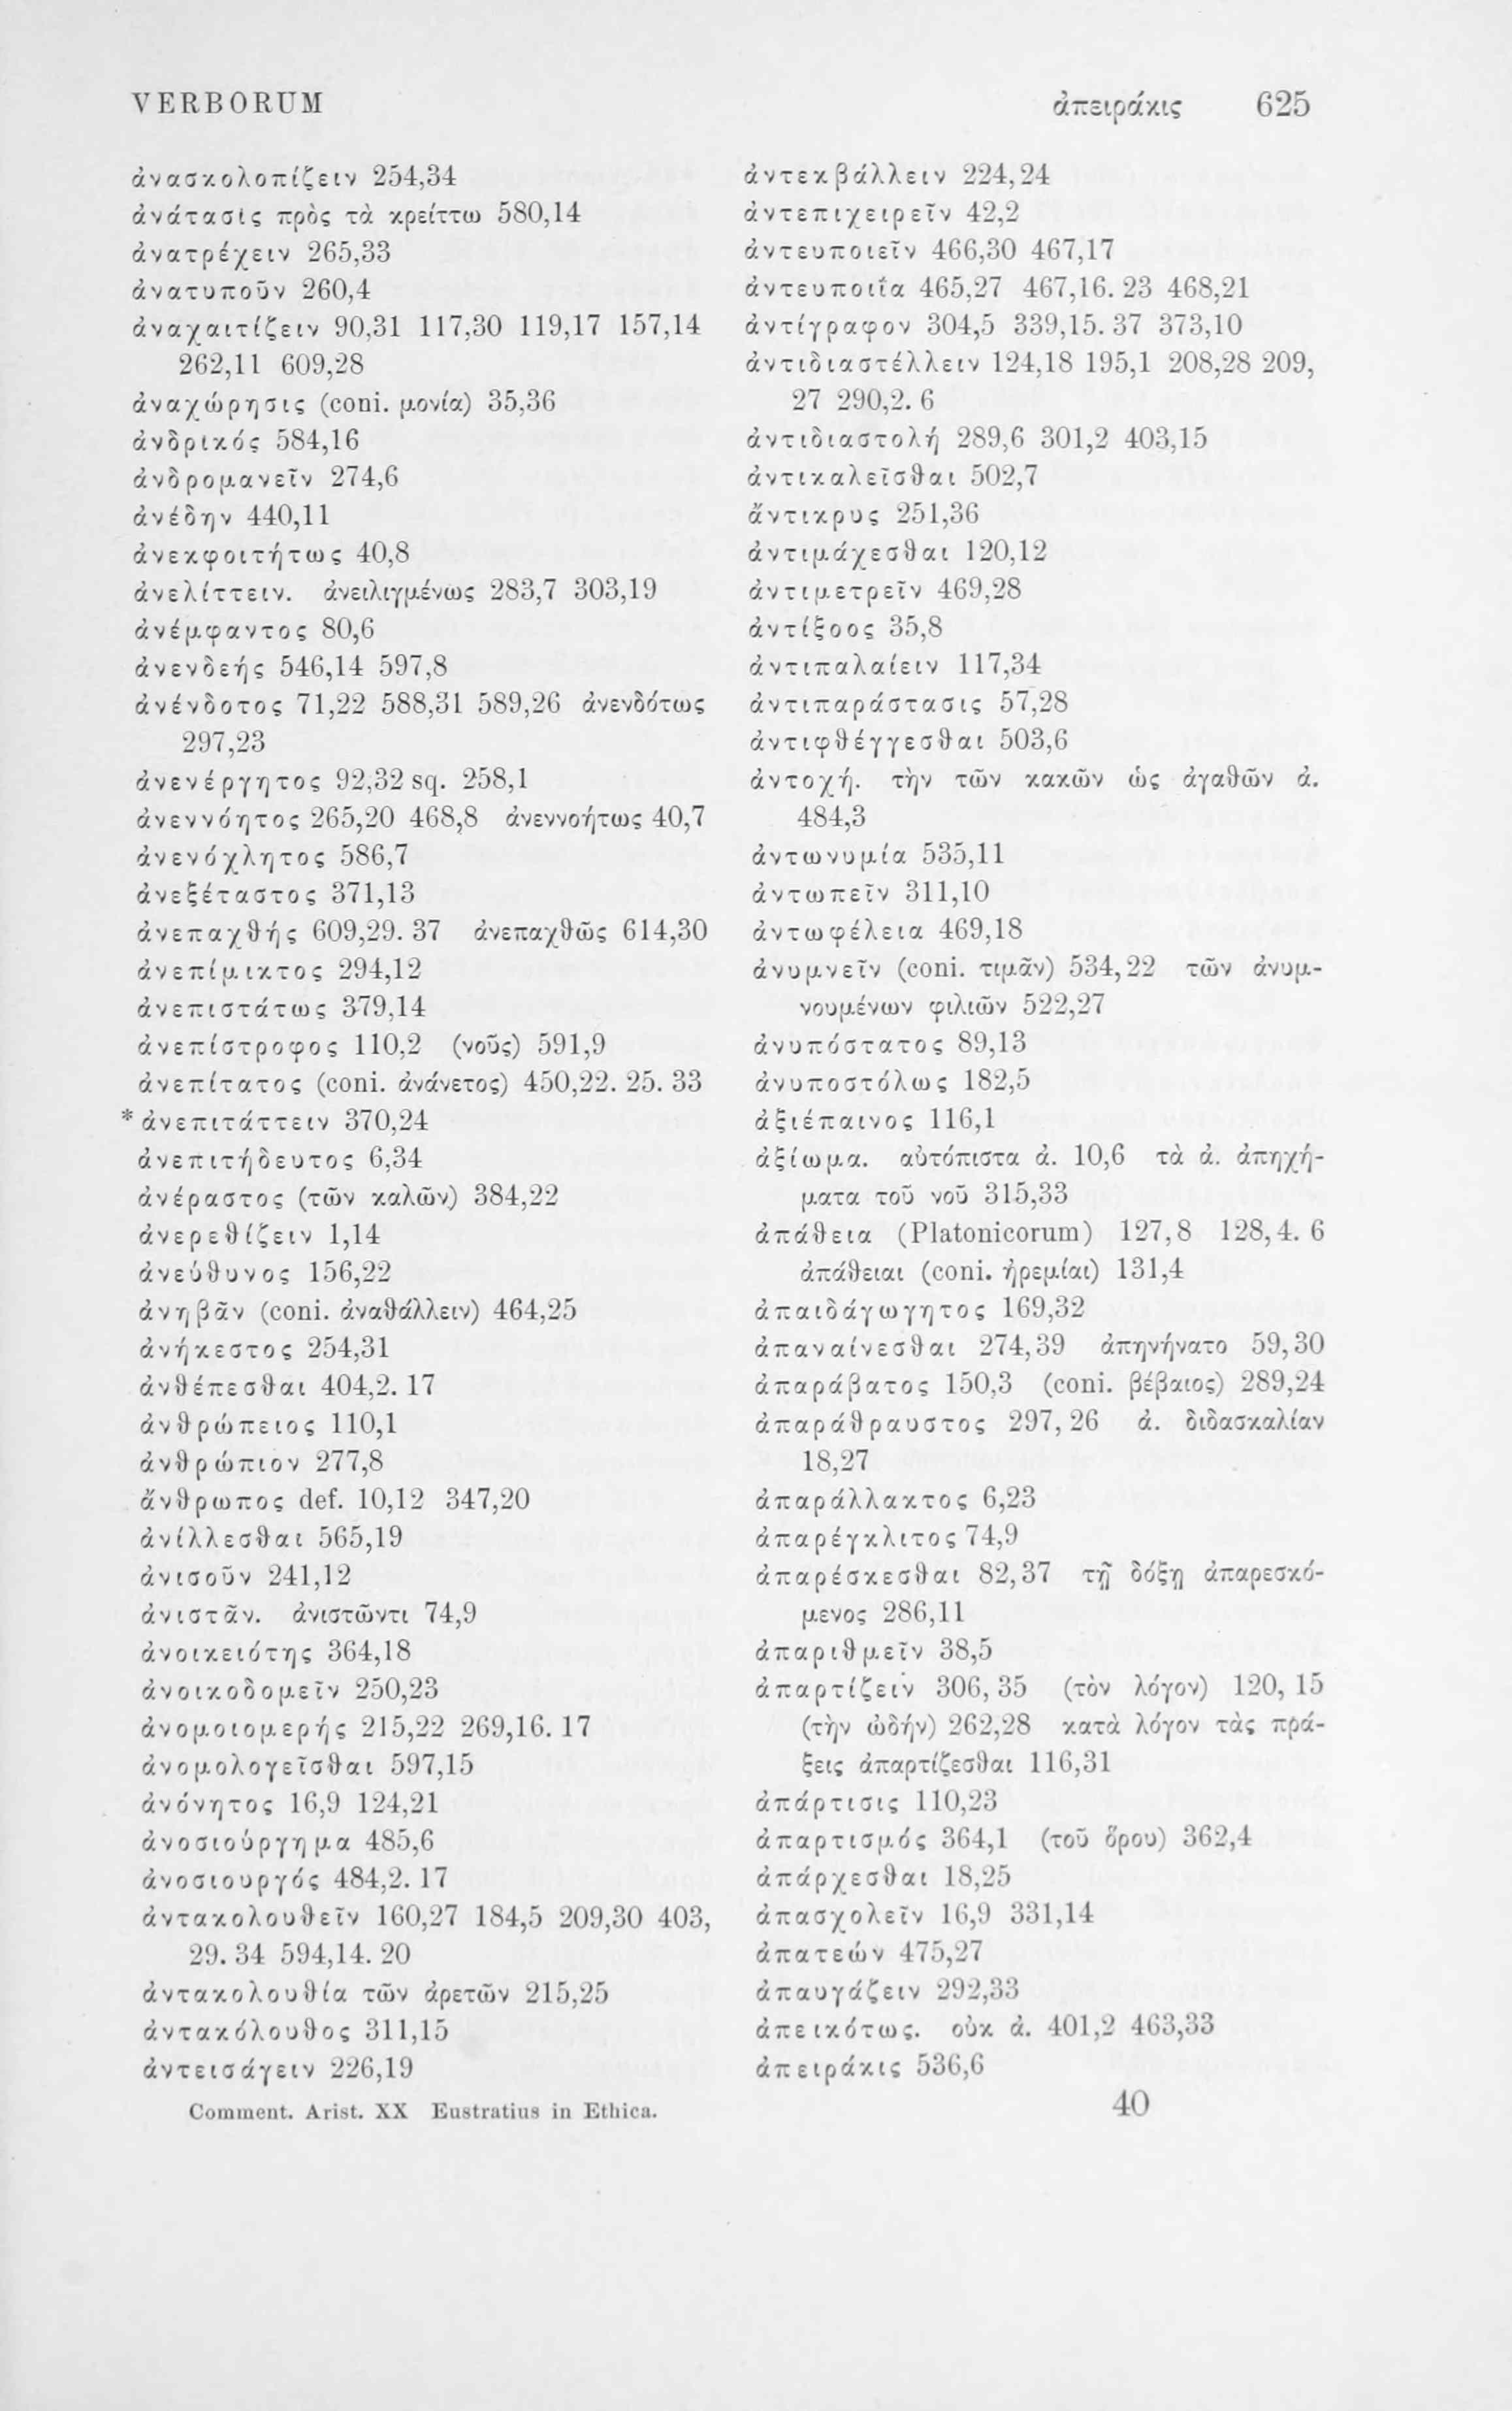 VERBORUM ἀπειράκις 625
ἀνασκολοπίζειν 254,34
ἀνάτασις πρὸς τὰ κρείττω 580,14
ἀνατρέχειν 265,33
ἀνατυποῦν 260,4
ἀναχαιτίζειν 90,31 117,30 119,17 157,14
262,11 609,28
ἀναχώρησις (coni. μονία) 35,36
ἀνδρικός 584,16
ἀνδρομανεῖν 274,6
ἀνέδην 440,11
ἀνεκφοιτήτως 40,8
ἀνελίττειν. ἀνειλιγμένως 283,7 303,19
ἀνέμφαντος 80,6
ἀνενδεής 546,14 597,8
ἀνένδοτος 71,22 588,31 589,26 ἀνενδότως
297,23
ἀνενέργητος 92,32 sq. 258,1
ἀνεννόητος 265,20 468,8 ἀνεννοήτως 40,7
ἀνενόχλητος 586,7
ἀνεξέταστος 371,13
ἀνεπαχθής 609,29. 37 ἀνεπαχθῶς 614,30
ἀνεπίμικτος 294,12
ἀνεπιστάτως 379,14
ἀνεπίστροφος 110,2 (νοῦς) 591,9
ἀνεπίτατος (coni. ἀνάνετος) 450,22. 25. 33
* ἀνεπιτάττειν 370,24
ἀνεπιτήδευτος 6,34
ἀνέραστος (τῶν καλῶν) 384,22
ἀνερεθίζειν 1,14
ἀνεύθυνος 156,22
ἀνηβᾶν (coni. ἀναθάλλειν) 464,25
ἀνήκεστος 254,31
ἀνθέπεσθαι 404,2. 17
ἀνθρώπειος 110,1
ἀνθρώπιον 277,8
ἄνθρωπος def. 10,12 347,20
ἀνίλλεσθαι 565,19
ἀνισοῦν 241,12
ἀνιστᾶν. ἀνιστῶντι 74,9
ἀνοικειότης 364,18
ἀνοικοδομεῖν 250,23
ἀνομοιομερής 215,22 269,16. 17
ἀνομολογεῖσθαι 597,15
ἀνόνητος 16,9 124,21
ἀνοσιούργημα 485,6
ἀνοσιουργός 484,2. 17
ἀντακολουθεῖν 160,27 184,5 209,30 403,
29. 34 594,14. 20
ἀντακολουθία τῶν ἀρετῶν 215,25
ἀντακόλουθος 311,15
ἀντεισάγειν 226,19
ἀντεκβάλλειν 224,24
ἀντεπιχειρεῖν 42,2
ἀντευποιεῖν 466,30 467,17
ἀντευποιΐα 465,27 467,16. 23 468,21
ἀντίγραφον 304,5 339,15. 37 373,10
ἀντιδιαστέλλειν 124,18 195,1 208,28 209,
27 290,2. 6
ἀντιδιαστολή 289,6 301,2 403,15
ἀντικαλεῖσθαι 502,7
ἄντικρυς 251,36
ἀντιμάχεσθαι 120,12
ἀντιμετρεῖν 469,28
ἀντίξοος 35,8
ἀντιπαλαίειν 117,34
ἀντιπαράστασις 57,28
ἀντιφθέγγεσθαι 503,6
ἀντοχή. τὴν τῶν κακῶν ὡς ἀγαθῶν ἀ.
484,3
ἀντωνυμία 535,11
ἀντωπεῖν 311,10
ἀντωφέλεια 469,18
ἀνυμνεῖν (coni. τιμᾶν) 534,22 τῶν ἀνυμ-
νουμένων φιλιῶν 522,27
ἀνυπόστατος 89,13
ἀνυποστόλως 182,5
ἀξιέπαινος 116,1
ἀξίωμα. αὐτόπιστα ἀ. 10,6 τὰ ἀ. ἀπηχή-
ματα τοῦ νοῦ 315,33
ἀπάθεια (Platonicorum) 127,8 128,4. 6
ἀπάθειαι (coni. ἠρεμίαι) 131,4
ἀπαιδάγωγητος 169,32
ἀπαναίνεσθαι 274,39 ἀπηνήνατο 59,30
ἀπαράβατος 150,3 (coni. βέβαιος) 289,24
ἀπαράθραυστος 297,26 ἀ. διδασκαλίαν
18,27
ἀπαράλλακτος 6,23
ἀπαρέγκλιτος 74,9
ἀπαρέσκεσθαι 82,37 τῇ δόξῃ ἀπαρεσκό-
μενος 286,11
ἀπαριθμεῖν 38,5
ἀπαρτίζειν 306,35 (τὸν λόγον) 120,15
(τὴν ὠδήν) 262,28 κατὰ λόγον τὰς πρά-
ξεις ἀπαρτίζεσθαι 116,31
ἀπάρτισις 110,23
ἀπαρτισμός 364,1 (τοῦ ὅρου) 362,4
ἀπάρχεσθαι 18,25
ἀπασχολεῖν 16,9 331,14
ἀπατεών 475,27
ἀπαυγάζειν 292,33
ἀπεικότως. οὐκ ἀ. 401,2 463,33
ἀπειράκις 536,6
Comment. Arist. XX Eustratius in Ethica. 40